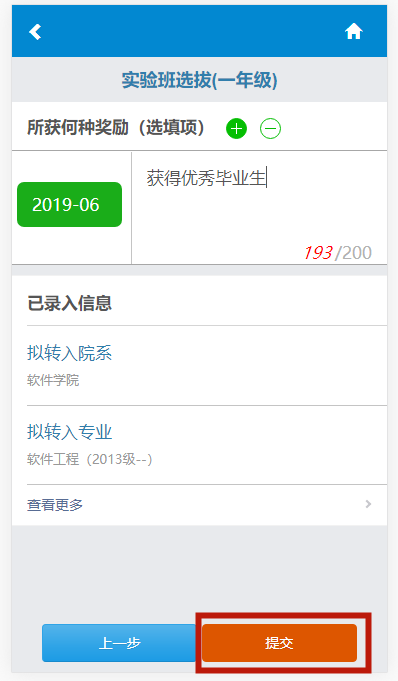 实验班选拔(一年级)
所获何种奖励（选填项）
2019-06
获得优秀毕业生
193/200
已录入信息
拟转入院系
软件学院
拟转入专业
软件工程（2013级--）
查看更多
上一步
提交